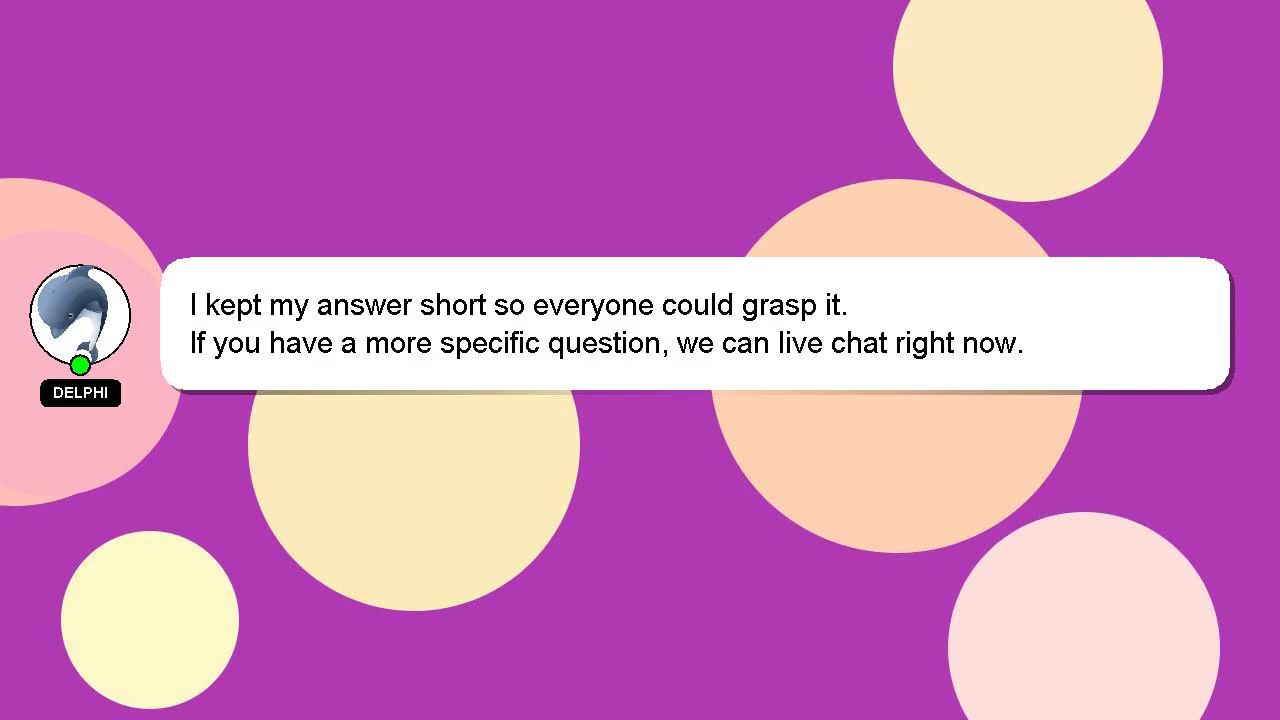 I kept my answer short so everyone could grasp it.
If you have a more specific question, we can live chat right now.
DELPHI